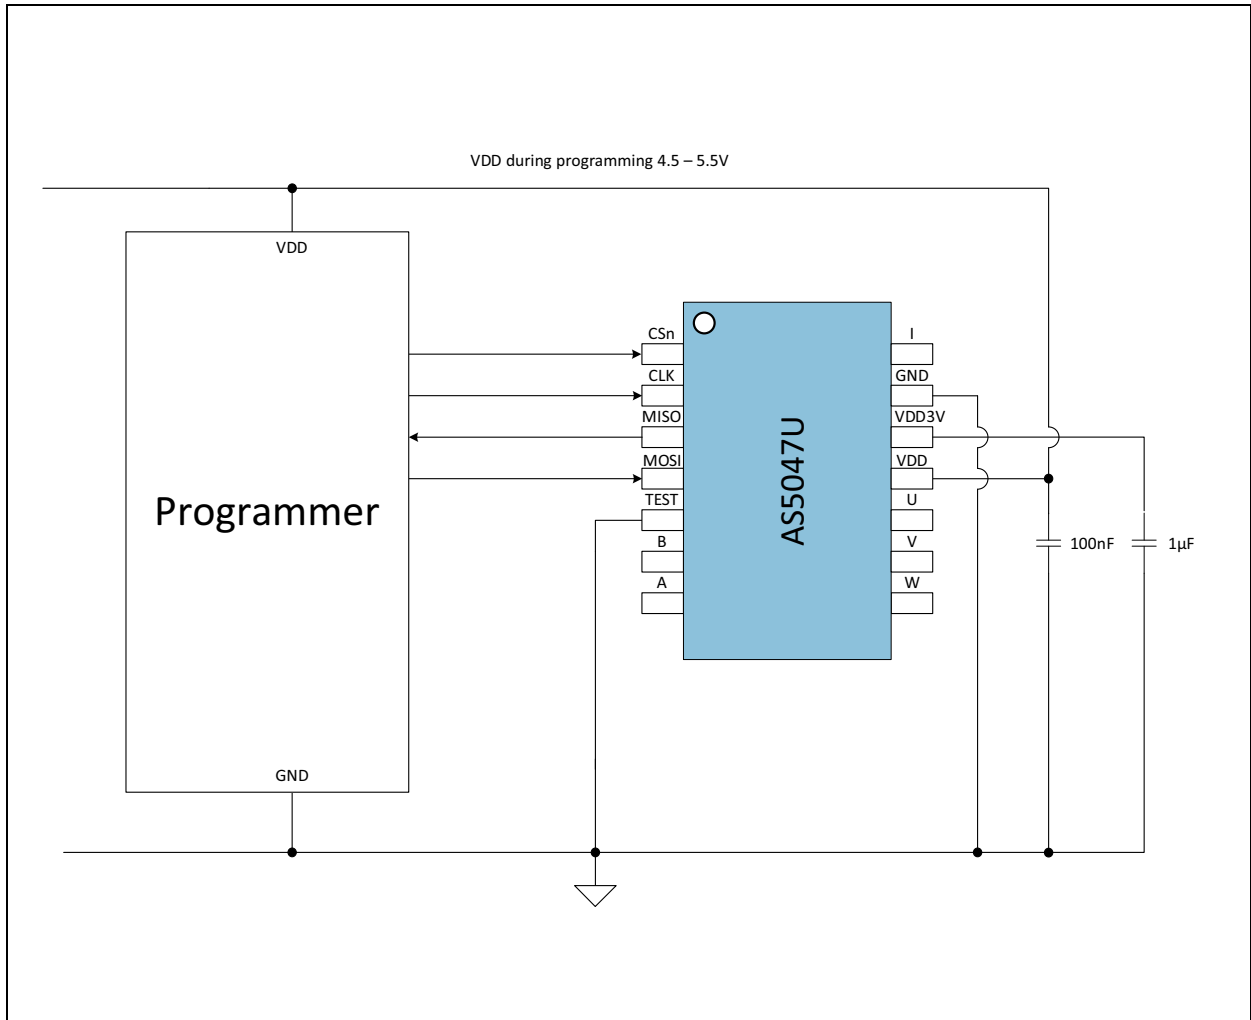 VDD during programming 4.5 – 5.5V
VDD
Programmer
GND
CSn
CLK
MISO
MOSI
TEST
B
A
AS5047U
I
GND
VDD3V
VDD
U
V
W
100nF
1µF